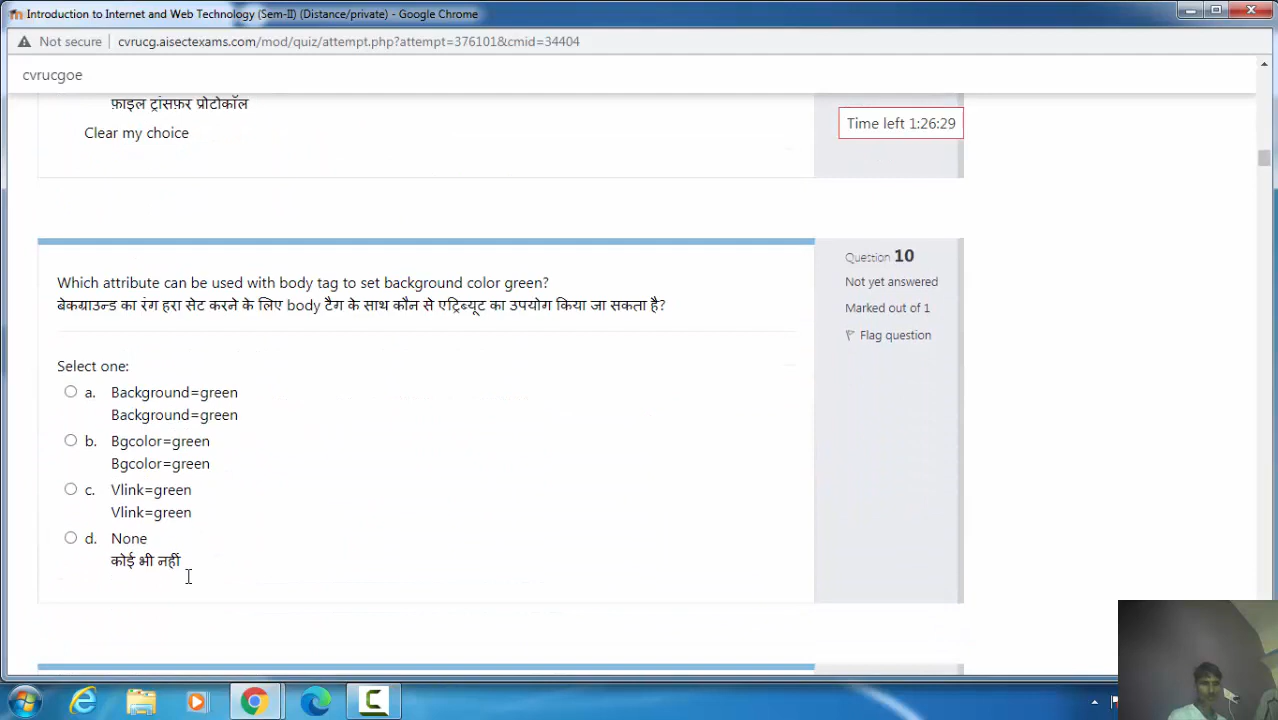 Introduction to Internet and Web Technology (Sem-II) (Distance/private) - Google Chrome
Not secure | cvrucg.aisectexams.com/mod/quiz/attempt.php?attempt=376101&cmid=34404
cvrucgoe
फ़ाइल ट्रांसफ़र प्रोटोकॉल
Clear my choice
Time left 1:26:29
Which attribute can be used with body tag to set background color green?
बेकग्राउन्ड का रंग हरा सेट करने के लिए body टैग के साथ कौन से एट्रिब्यूट का उपयोग किया जा सकता है?
Select one:
a. Background=green
Background=green
b. Bgcolor=green
Bgcolor=green
c. Vlink=green
Vlink=green
d. None
कोई भी नहीं
Question 10
Not yet answered
Marked out of 1
Flag question